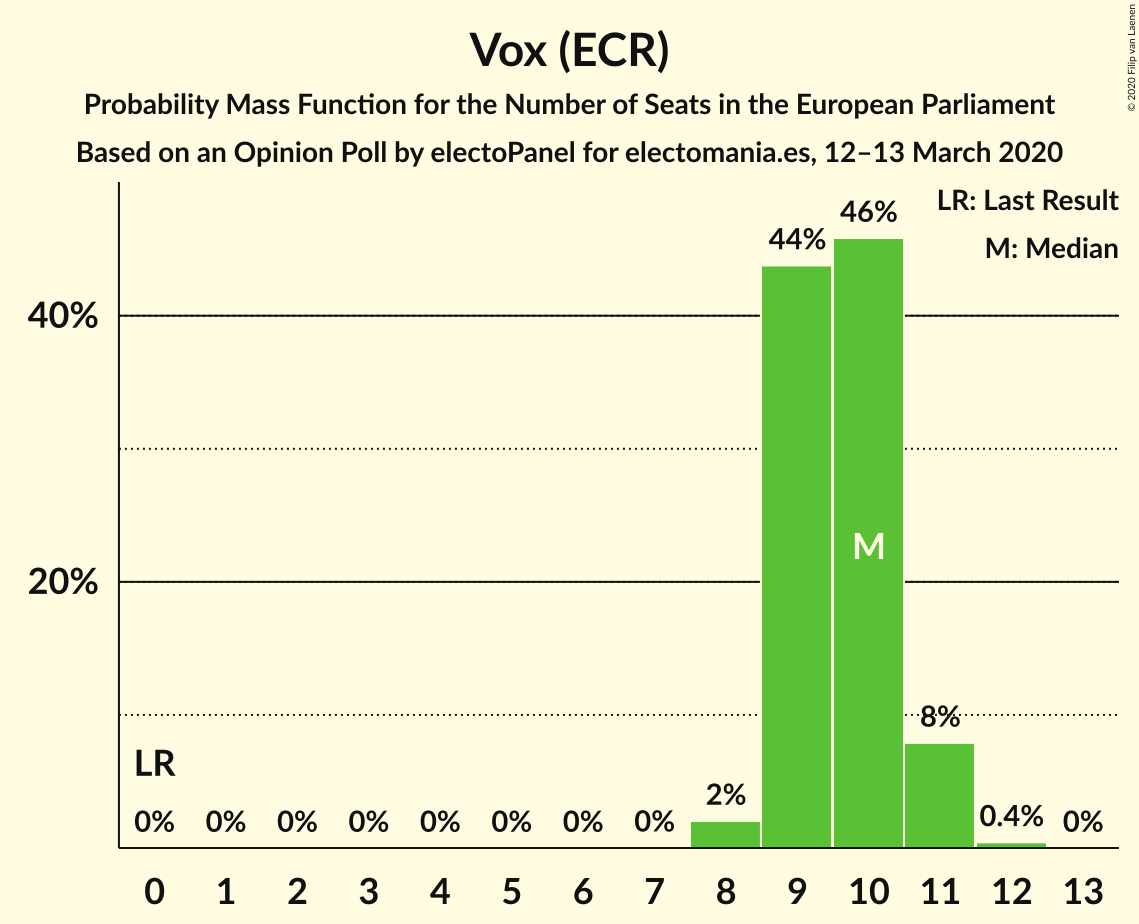 Vox (ECR)
Probability Mass Function for the Number of Seats in the European Parliament
Based on an Opinion Poll by electoPanel for electomania.es, 12–13 March 2020
© 2020 Filip van Laenen
LR: Last Result
M: Median
46%
44%
40%
M
20%
8%
LR
2%
0% 0% 0% 0% 0% 0% 0% 0% 0.4% 0%
0 1 2 3 4 5 6 7 8 9 10 11 12 13